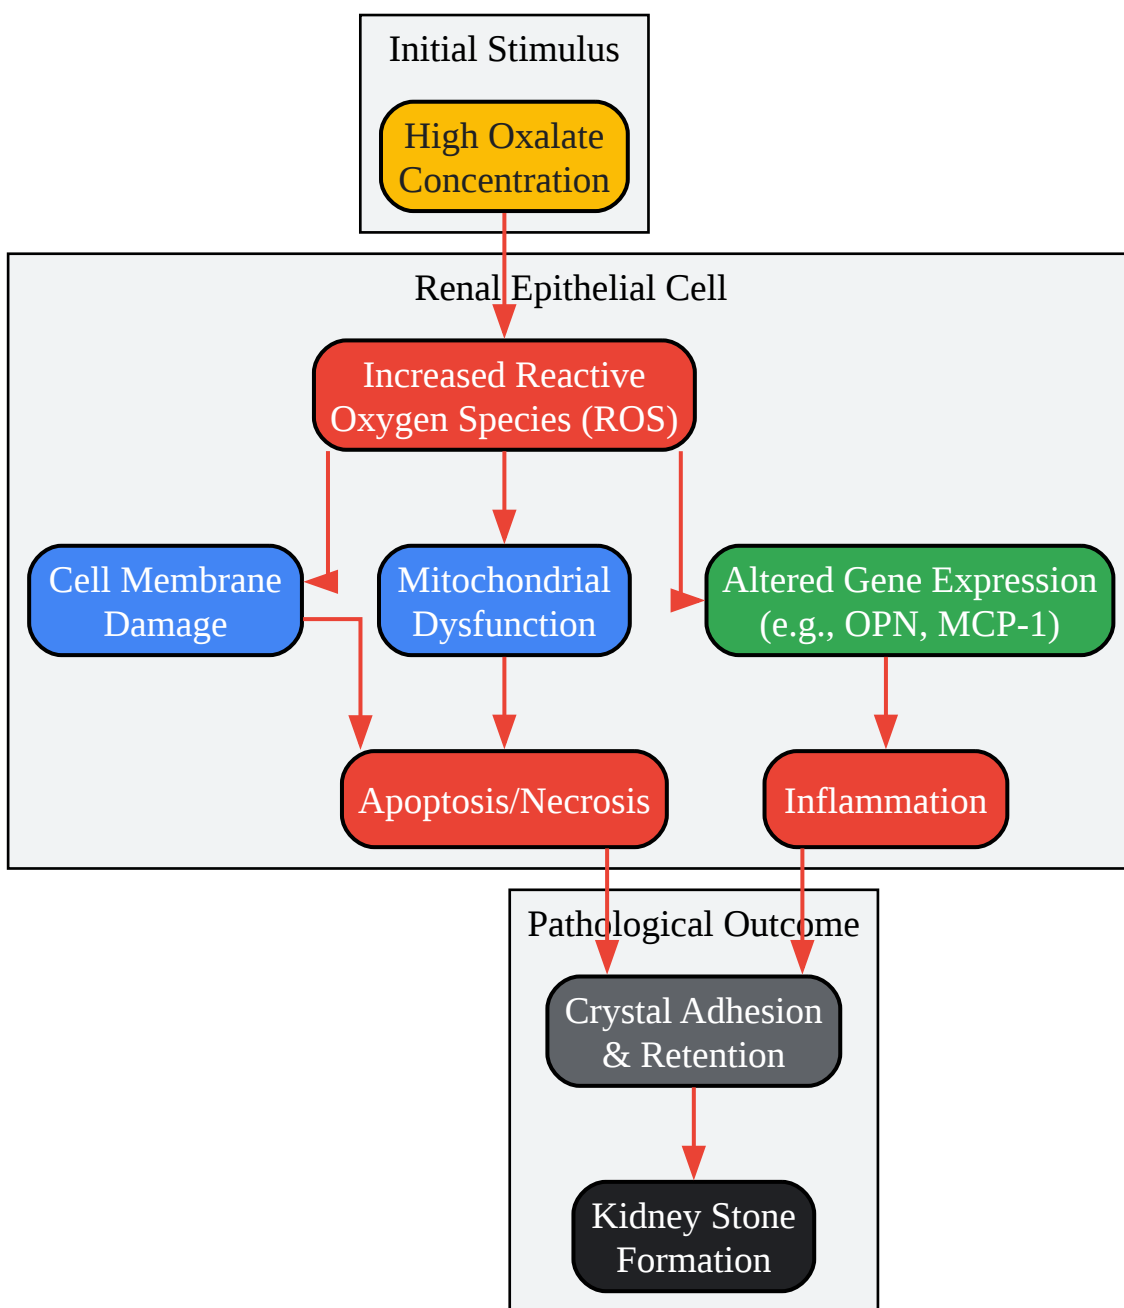 Initial Stimulus
High Oxalate
Concentration
Renal Epithelial Cell
Increased Reactive
Oxygen Species (ROS)
Cell Membrane
Damage
Mitochondrial
Dysfunction
Altered Gene Expression
(e.g., OPN, MCP-1)
Apoptosis/Necrosis
Inflammation
Pathological Outcome
Crystal Adhesion
& Retention
Kidney Stone
Formation